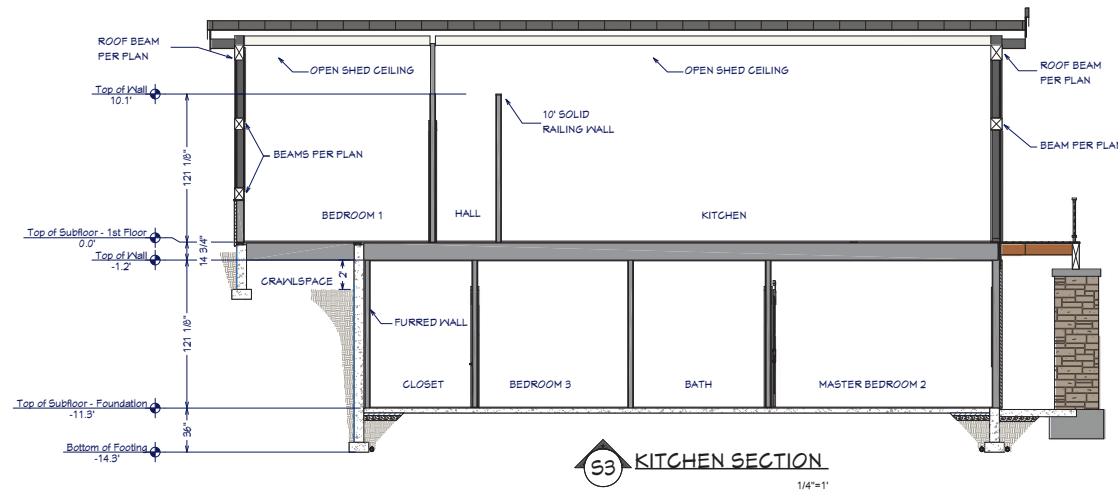 ROOF BEAM
PER PLAN
OPEN SHED CEILING
OPEN SHED CEILING
ROOF BEAM
PER PLAN
Top of Wall
10.1'
10' SOLID
RAILING WALL
BEAMS PER PLAN
BEAM PER PLAN
121 1/8"
BEDROOM 1
HALL
KITCHEN
Top of Subfloor - 1st Floor
0.0'
14 3/4"
Top of Wall
-1.2'
CRAWLSPACE
2'
FURRED WALL
121 1/8"
CLOSET
BEDROOM 3
BATH
MASTER BEDROOM 2
Top of Subfloor - Foundation
-11.3'
36"
Bottom of Footing
-14.3'
S3
KITCHEN SECTION
1/4"=1'